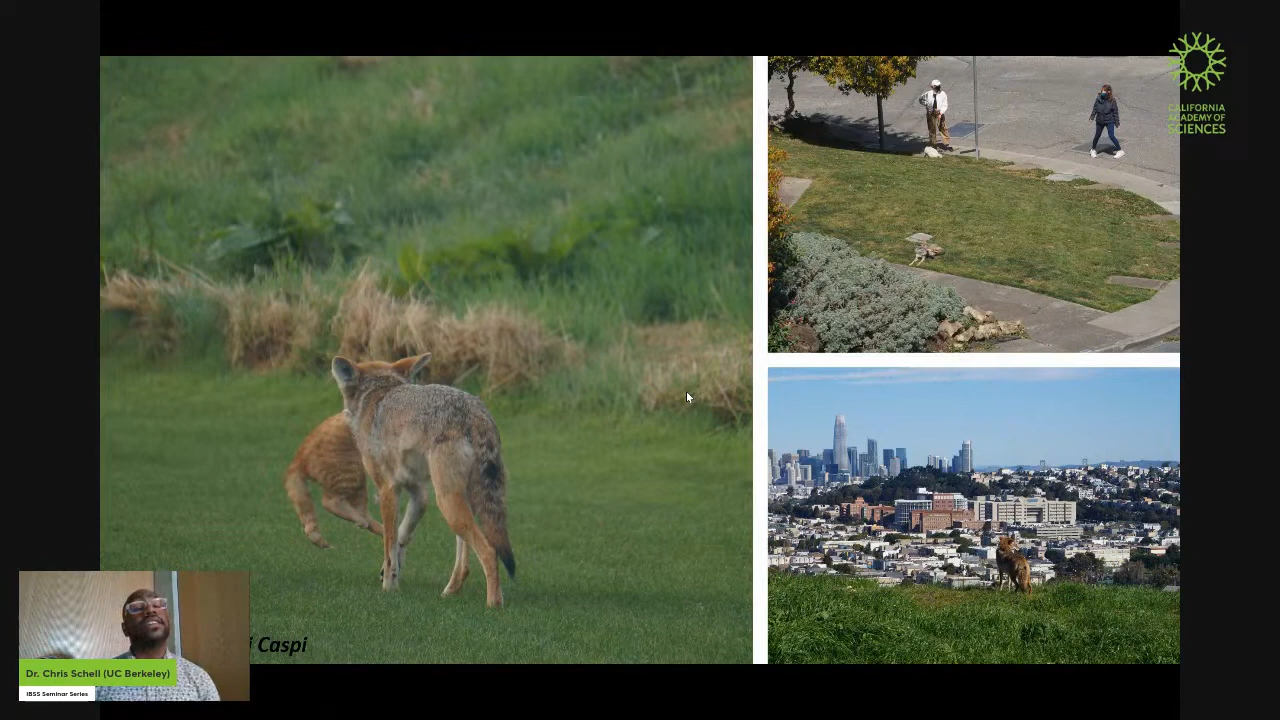 CALIFORNIA
ACADEMY OF
SCIENCES
i Caspi
Dr. Chris Schell (UC Berkeley)
IBSS Seminar Series